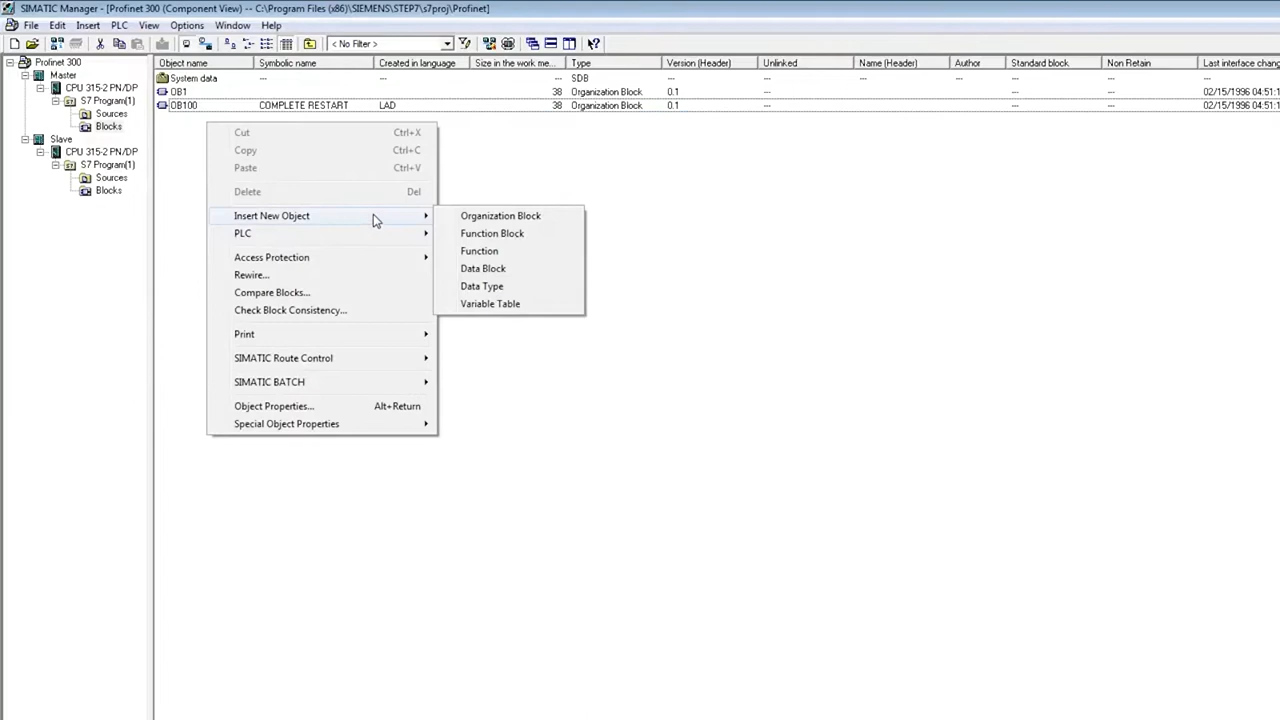 SIMATIC Manager - [Profinet 300 (Component View) -- C:\Program Files (x86)\SIEMENS\STEP7\s7proj\Profinet]
File Edit Insert PLC View Options Window Help
< No Filter >
Profinet 300
Master
CPU 315-2 PN/DP
S7 Program(1)
Sources
Blocks
Slave
CPU 315-2 PN/DP
S7 Program(1)
Sources
Blocks
Object name Symbolic name Created in language Size in the work me... Type Version (Header) Unlinked Name (Header) Author Standard block Non Retain Last interface chang
System data --- --- --- SDB --- --- --- --- --- --- ---
OB1 38 Organization Block 0.1 --- --- --- --- --- 02/15/1996 04:51:1
OB100 COMPLETE RESTART LAD 38 Organization Block 0.1 --- --- --- --- --- 02/15/1996 04:51:1
Cut Ctrl+X
Copy Ctrl+C
Paste Ctrl+V
Delete Del
Insert New Object
PLC
Access Protection
Rewire...
Compare Blocks...
Check Block Consistency...
Print
SIMATIC Route Control
SIMATIC BATCH
Object Properties... Alt+Return
Special Object Properties
Organization Block
Function Block
Function
Data Block
Data Type
Variable Table